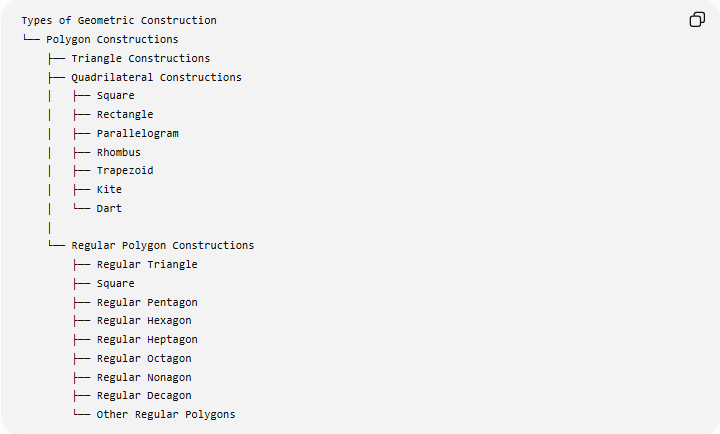 Types of Geometric Construction
└── Polygon Constructions
    ├── Triangle Constructions
    ├── Quadrilateral Constructions
    │   ├── Square
    │   ├── Rectangle
    │   ├── Parallelogram
    │   ├── Rhombus
    │   ├── Trapezoid
    │   ├── Kite
    │   └── Dart
    │
    └── Regular Polygon Constructions
        ├── Regular Triangle
        ├── Square
        ├── Regular Pentagon
        ├── Regular Hexagon
        ├── Regular Heptagon
        ├── Regular Octagon
        ├── Regular Nonagon
        ├── Regular Decagon
        └── Other Regular Polygons